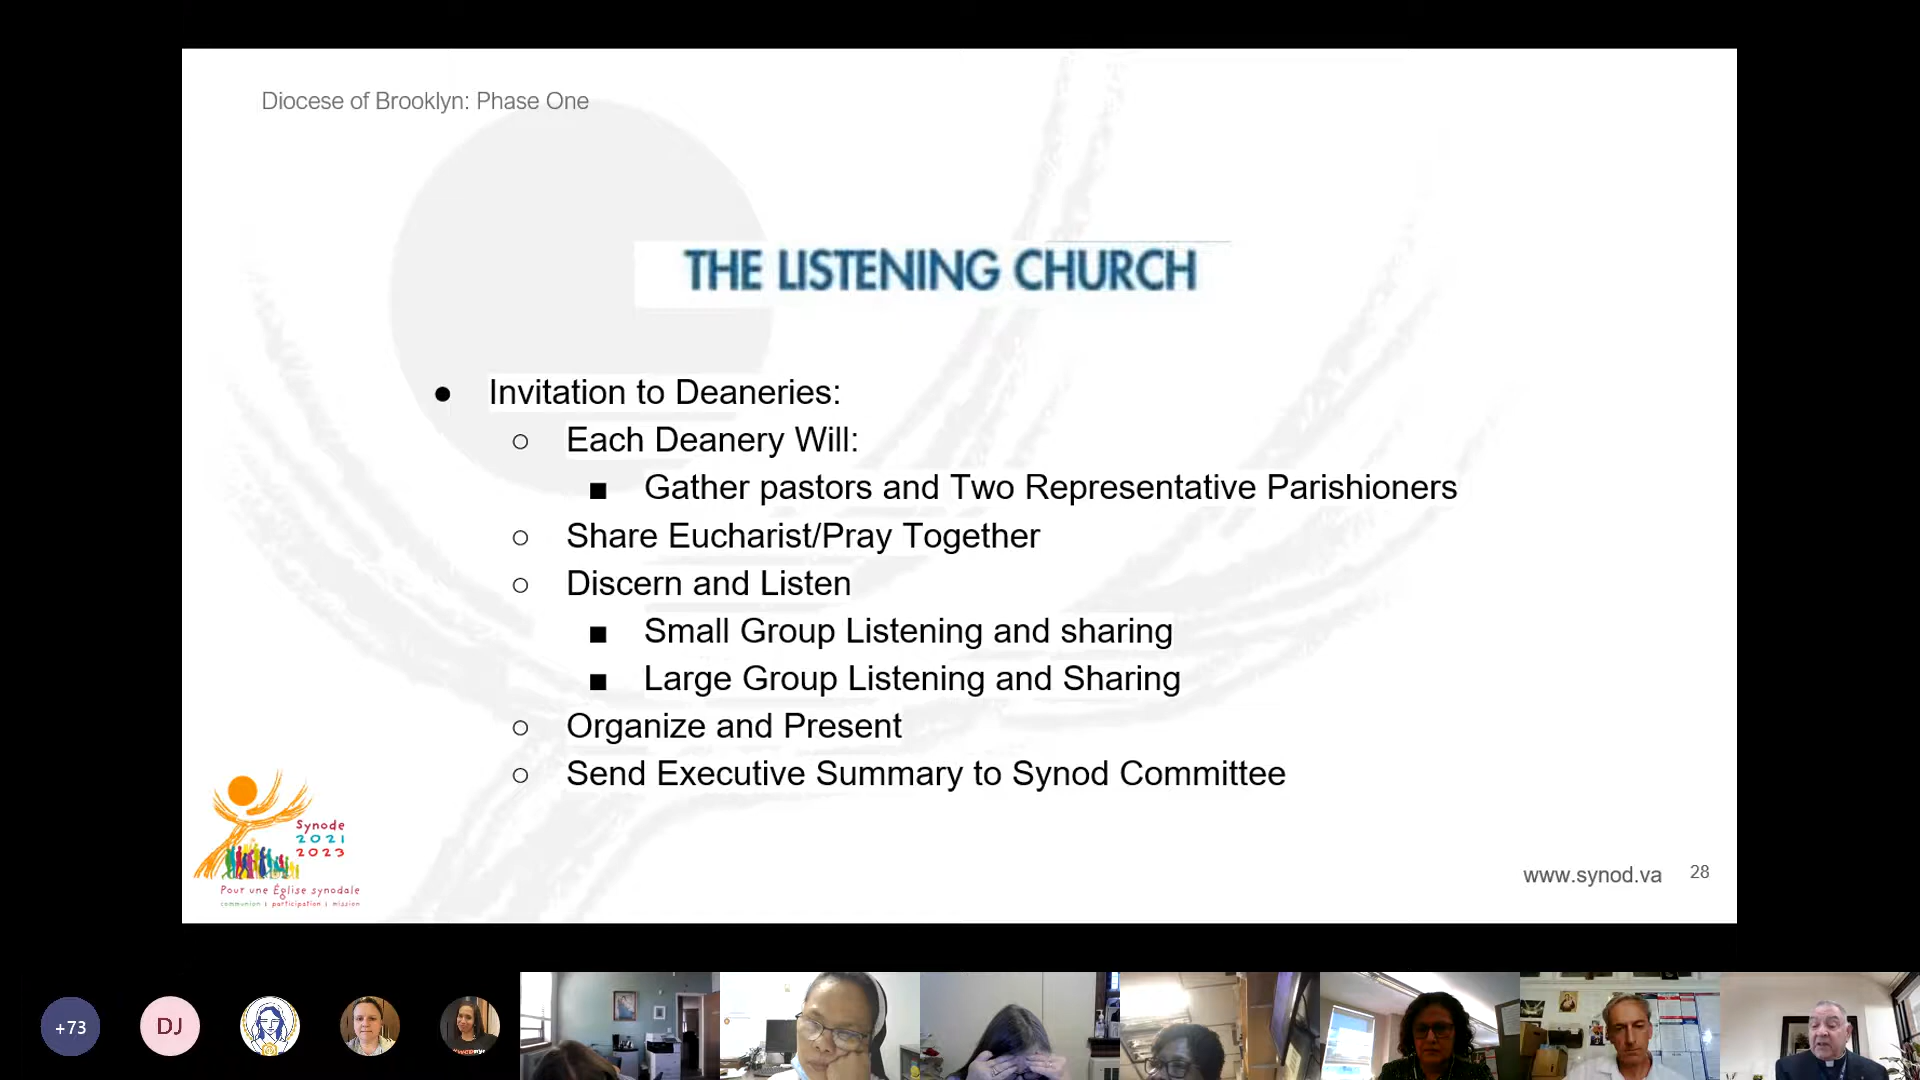 Diocese of Brooklyn: Phase One
THE LISTENING CHURCH
● Invitation to Deaneries:
○ Each Deanery Will:
■ Gather pastors and Two Representative Parishioners
○ Share Eucharist/Pray Together
○ Discern and Listen
■ Small Group Listening and sharing
■ Large Group Listening and Sharing
○ Organize and Present
○ Send Executive Summary to Synod Committee
Synode
2021
2023
Pour une Église synodale
communion | participation | mission
www.synod.va 28
+73
DJ